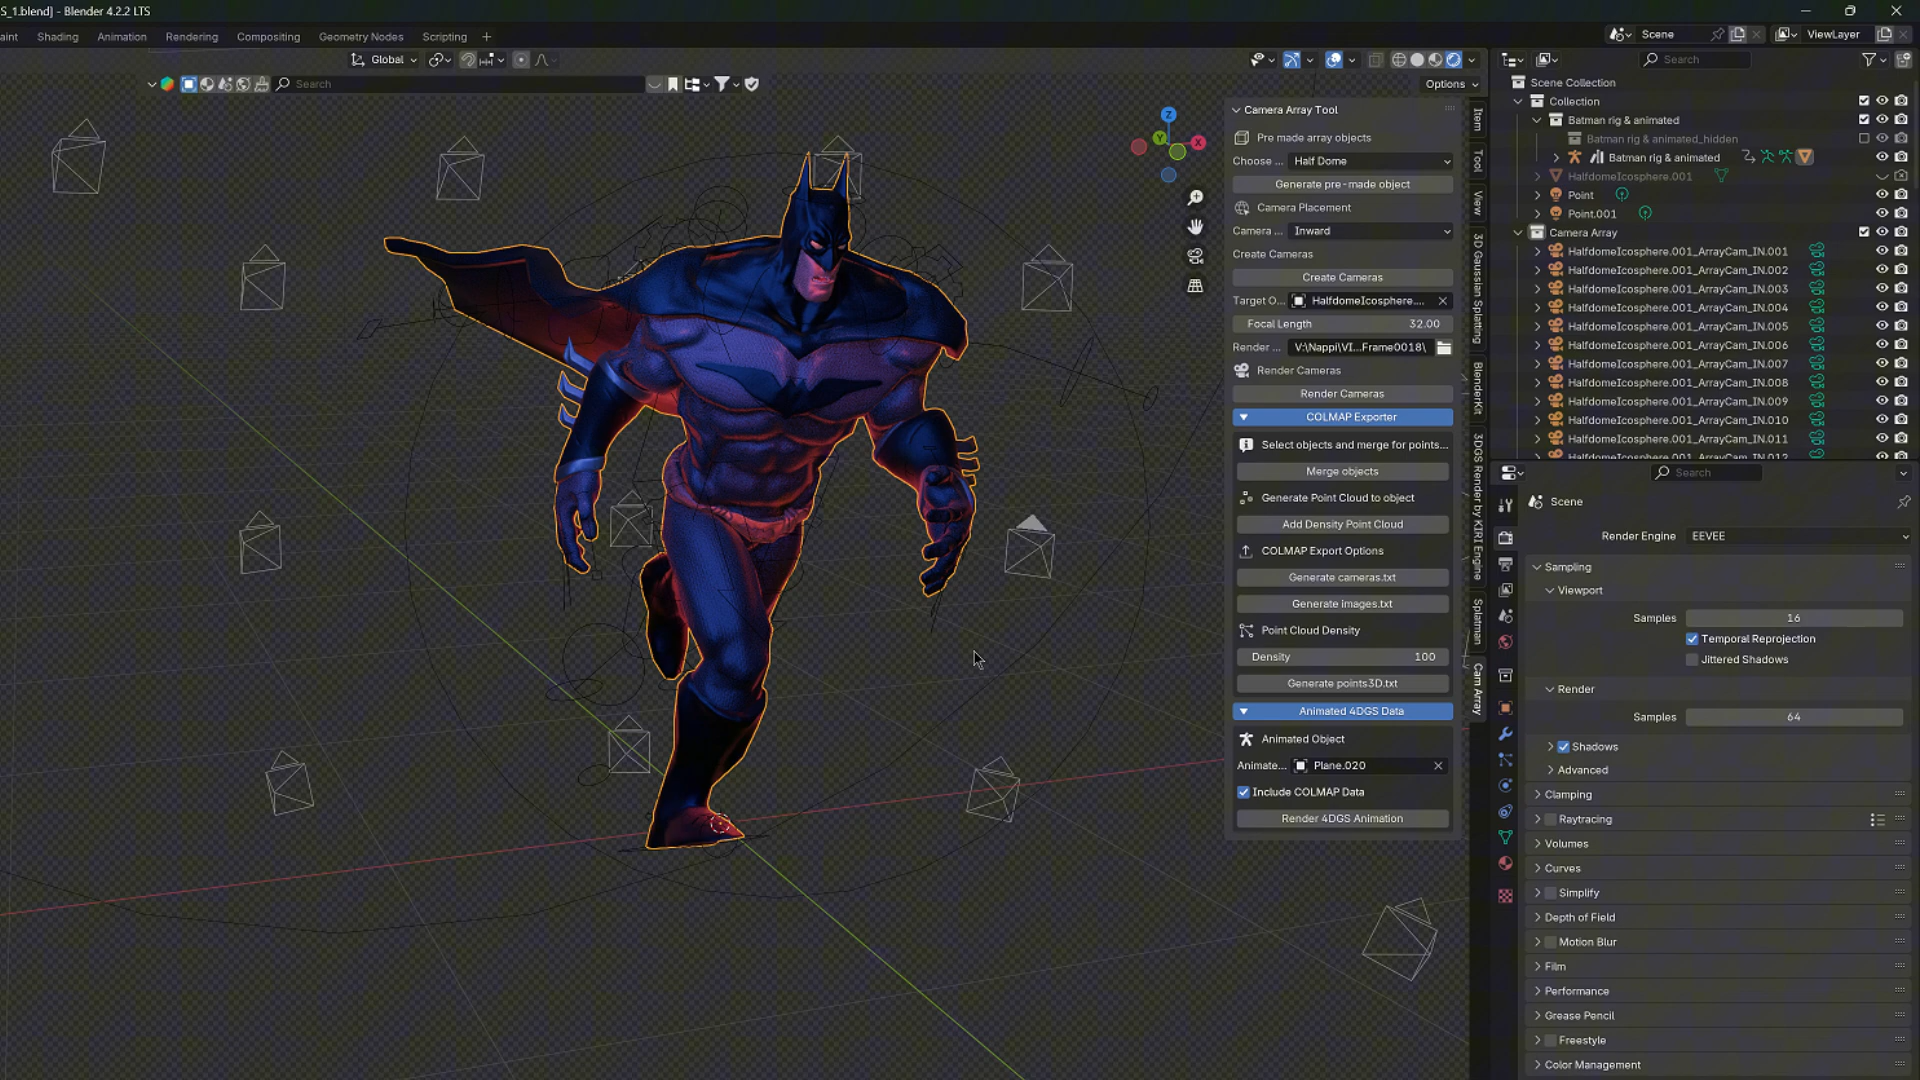 S_1.blend] - Blender 4.2.2 LTS
aint Shading Animation Rendering Compositing Geometry Nodes Scripting +
Scene ViewLayer
Global
Search
Search
Options
Camera Array Tool
Pre made array objects
Choose ... Half Dome
Generate pre-made object
Camera Placement
Camera ... Inward
Create Cameras
Create Cameras
Target O... HalfdomeIcosphere....
Focal Length 32.00
Render ... V:\Nappi\VI...Frame0018\
Render Cameras
Render Cameras
COLMAP Exporter
Select objects and merge for points...
Merge objects
Generate Point Cloud to object
Add Density Point Cloud
COLMAP Export Options
Generate cameras.txt
Generate images.txt
Point Cloud Density
Density 100
Generate points3D.txt
Animated 4DGS Data
Animated Object
Animate... Plane.020
Include COLMAP Data
Render 4DGS Animation
Item
Tool
View
3D Gaussian Splatting
BlenderKit
3DGS Render by KIRI Engine
Splatman
Cam Array
Z
Y
X
Scene Collection
Collection
Batman rig & animated
Batman rig & animated_hidden
Batman rig & animated
HalfdomeIcosphere.001
Point
Point.001
Camera Array
HalfdomeIcosphere.001_ArrayCam_IN.001
HalfdomeIcosphere.001_ArrayCam_IN.002
HalfdomeIcosphere.001_ArrayCam_IN.003
HalfdomeIcosphere.001_ArrayCam_IN.004
HalfdomeIcosphere.001_ArrayCam_IN.005
HalfdomeIcosphere.001_ArrayCam_IN.006
HalfdomeIcosphere.001_ArrayCam_IN.007
HalfdomeIcosphere.001_ArrayCam_IN.008
HalfdomeIcosphere.001_ArrayCam_IN.009
HalfdomeIcosphere.001_ArrayCam_IN.010
HalfdomeIcosphere.001_ArrayCam_IN.011
HalfdomeIcosphere.001_ArrayCam_IN.012
Search
Scene
Render Engine EEVEE
Sampling
Viewport
Samples 16
Temporal Reprojection
Jittered Shadows
Render
Samples 64
Shadows
Advanced
Clamping
Raytracing
Volumes
Curves
Simplify
Depth of Field
Motion Blur
Film
Performance
Grease Pencil
Freestyle
Color Management